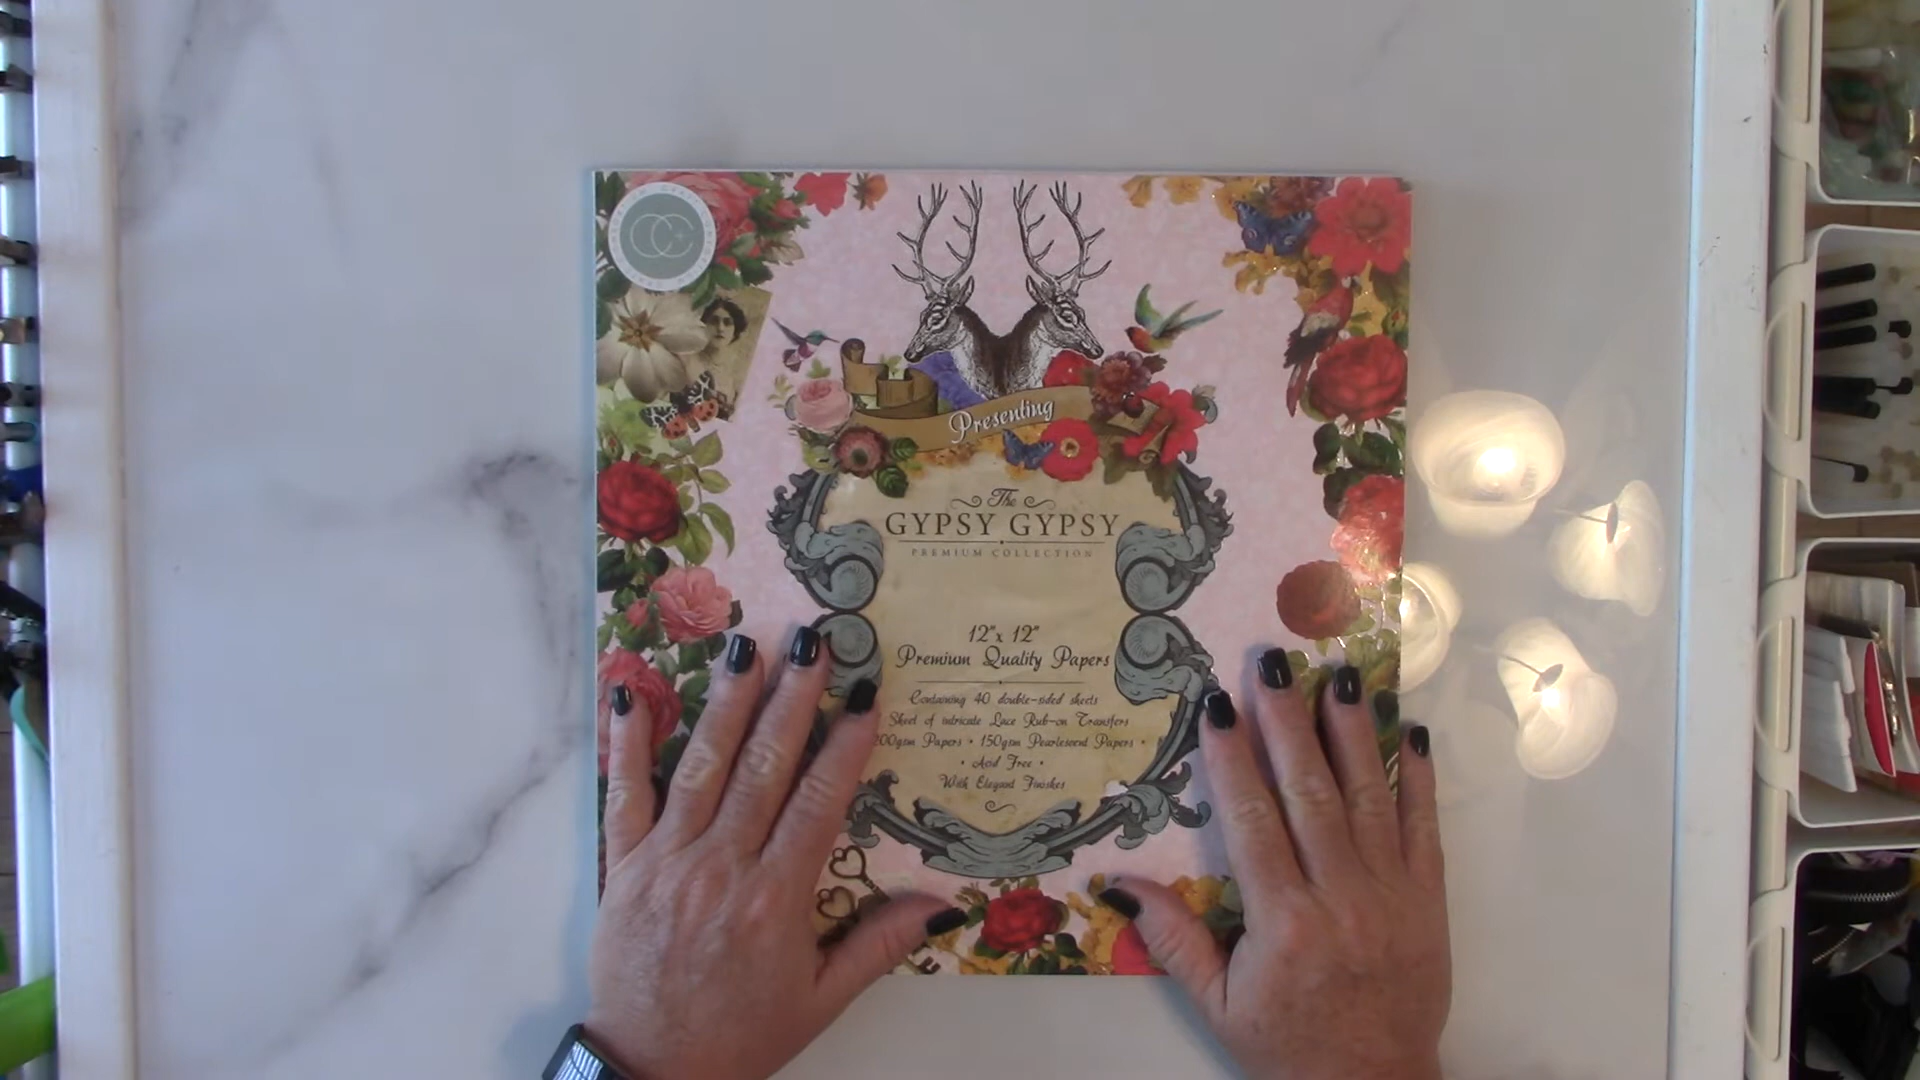 Presenting
The
GYPSY GYPSY
PREMIUM COLLECTION
12"x 12"
Premium Quality Papers
Containing 40 double-sided sheets
Sheet of intricate Lace Rub-on Transfers
200gsm Papers • 150gsm Pearlescent Papers •
• Acid Free •
With Elegant Finishes